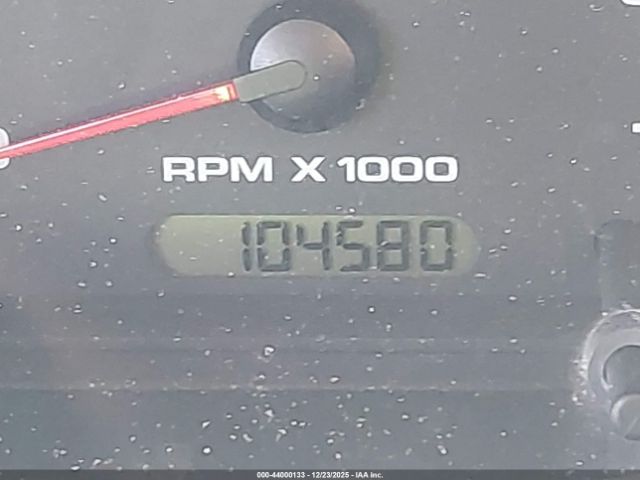 RPM X 1000
104580
000-44000133 - 12/23/2025 - IAA Inc.